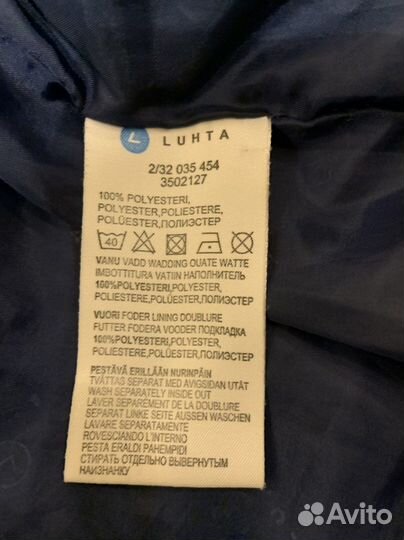 LUHTA
2/32 035 454
3502127
100% POLYESTERI,
POLYESTER,POLIESTERE,
POLÜESTER,ПОЛИЭСТЕР
40
VANU VADD WADDING OUATE WATTE
IMBOTTITURA VATIIN НАПОЛНИТЕЛЬ
100%POLYESTERI,POLYESTER,
POLIESTERE,POLÜESTER,ПОЛИЭСТЕР
VUORI FODER LINING DOUBLURE
FUTTER FODERA VOODER ПОДКЛАДКА
100%POLYESTERI,POLYESTER,
POLIESTERE,POLÜESTER,ПОЛИЭСТЕР
PESTÄVÄ ERILLÄÄN NURINPÄIN
TVÄTTAS SEPARAT MED AVIGSIDAN UTÅT
WASH SEPARATELY INSIDE OUT
LAVER SEPAREMENT DE LA DOUBLURE
SEPARAT LINKE SEITE AUSSEN WASCHEN
LAVARE SEPARATAMENTE
ROVESCIANDO L'INTERNO
PESTA ERALDI PAHEMPIDI
СТИРАТЬ ОТДЕЛЬНО ВЫВЕРНУТЫМ
НАИЗНАНКУ
Avito